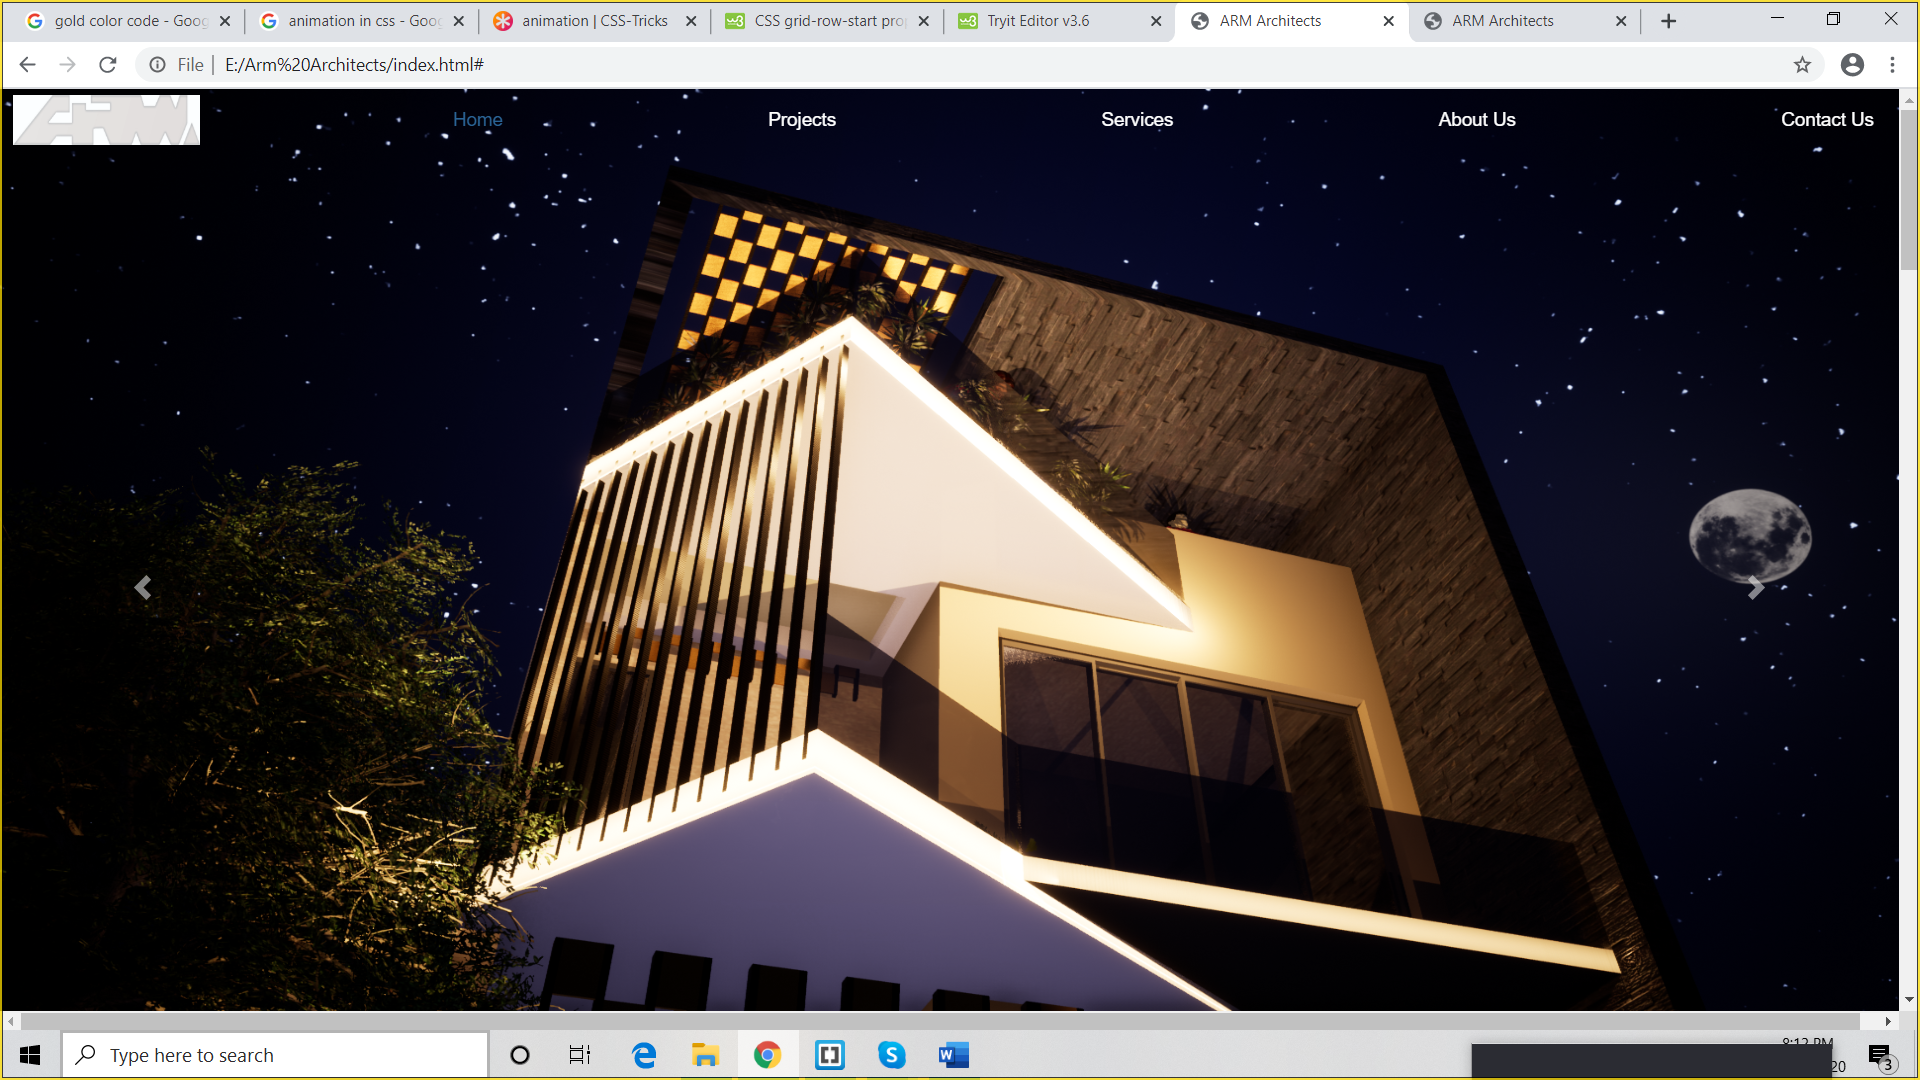 gold color code - Goog
animation in css - Goog
animation | CSS-Tricks
CSS grid-row-start prop
Tryit Editor v3.6
ARM Architects
ARM Architects
File
E:/Arm%20Architects/index.html#
Home
Projects
Services
About Us
Contact Us
Type here to search
8:12 PM
20
3